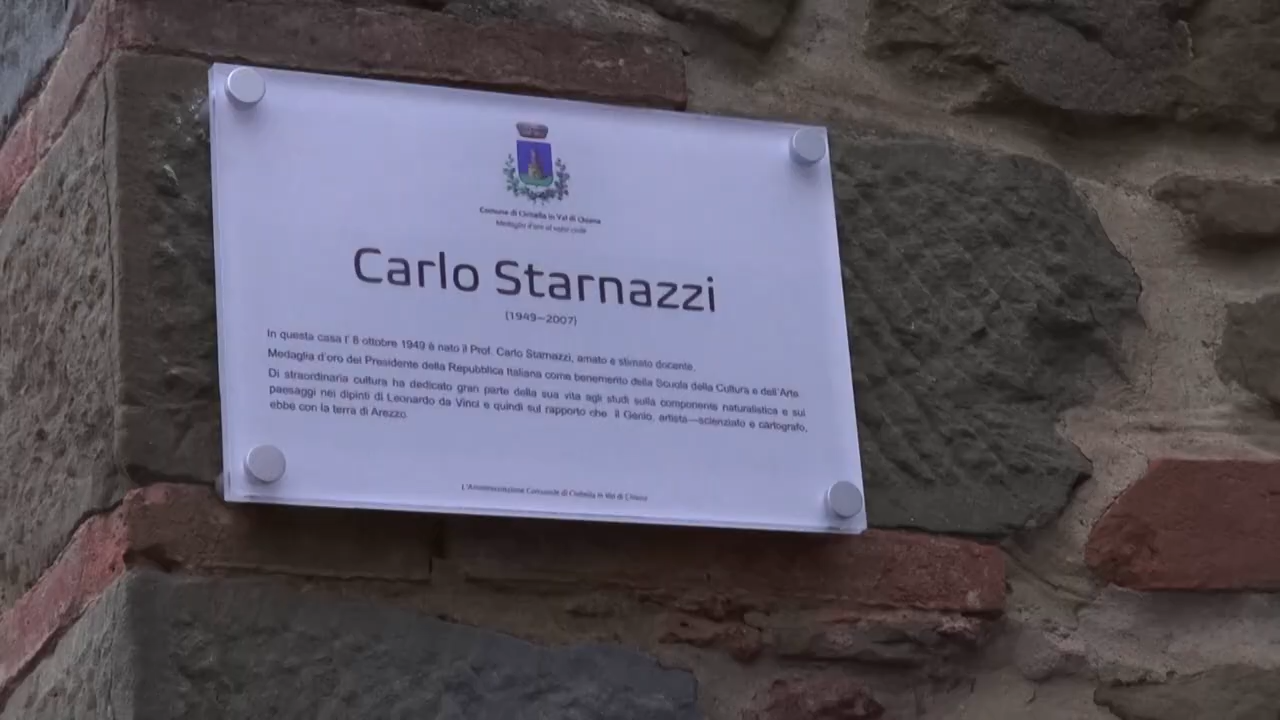 Comune di Civitella in Val di Chiana
Medaglia d'oro al valor civile
Carlo Starnazzi
(1949–2007)
In questa casa l' 8 ottobre 1949 è nato il Prof. Carlo Starnazzi, amato e stimato docente.
Medaglia d'oro del Presidente della Repubblica Italiana come benemerito della Scuola della Cultura e dell'Arte.
Di straordinaria cultura ha dedicato gran parte della sua vita agli studi sulla componente naturalistica e sui
paesaggi nei dipinti di Leonardo da Vinci e quindi sul rapporto che il Genio, artista—scienziato e cartografo,
ebbe con la terra di Arezzo.
L'Amministrazione Comunale di Civitella in Val di Chiana